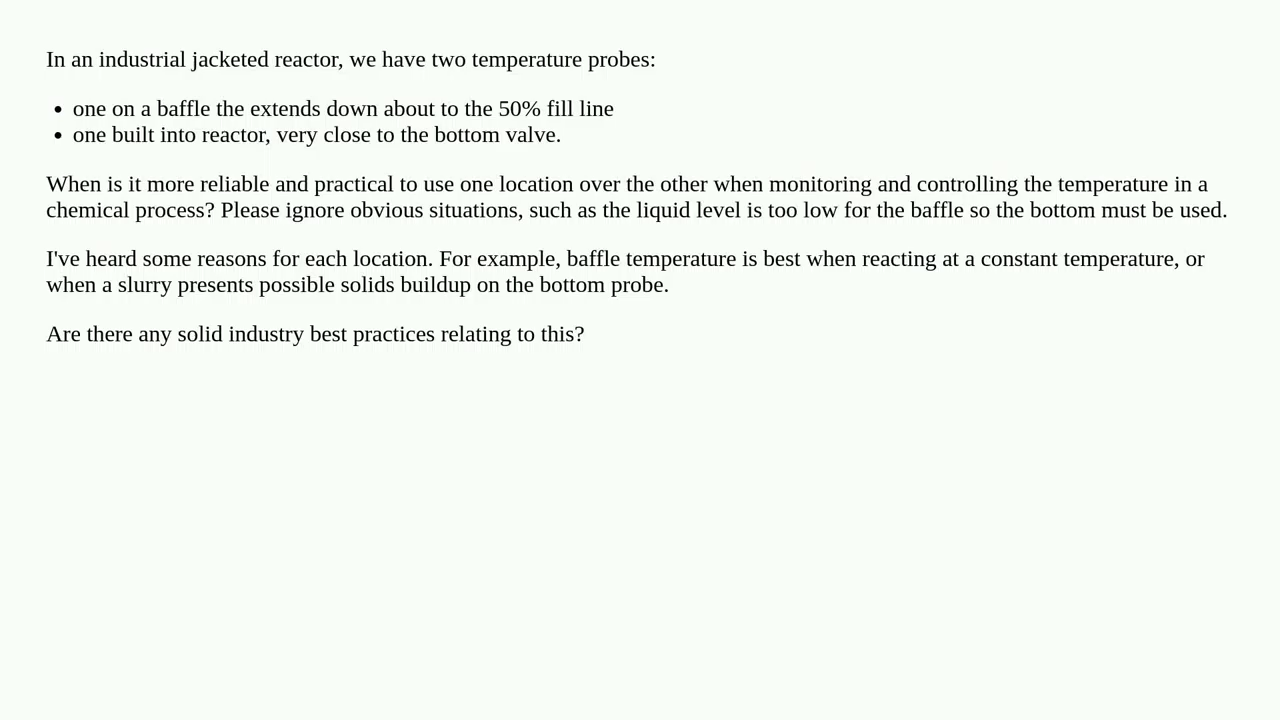 In an industrial jacketed reactor, we have two temperature probes:
• one on a baffle the extends down about to the 50% fill line
• one built into reactor, very close to the bottom valve.
When is it more reliable and practical to use one location over the other when monitoring and controlling the temperature in a
chemical process? Please ignore obvious situations, such as the liquid level is too low for the baffle so the bottom must be used.
I've heard some reasons for each location. For example, baffle temperature is best when reacting at a constant temperature, or
when a slurry presents possible solids buildup on the bottom probe.
Are there any solid industry best practices relating to this?